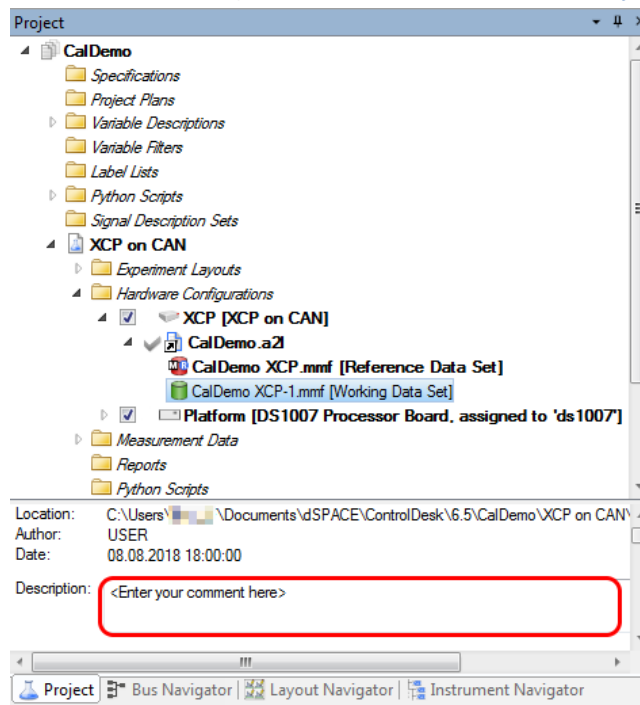 Project
CalDemo
Specifications
Project Plans
Variable Descriptions
Variable Filters
Label Lists
Python Scripts
Signal Description Sets
XCP on CAN
Experiment Layouts
Hardware Configurations
XCP [XCP on CAN]
CalDemo.a2l
CalDemo XCP.mmf [Reference Data Set]
CalDemo XCP-1.mmf [Working Data Set]
Platform [DS1007 Processor Board, assigned to 'ds1007']
Measurement Data
Reports
Python Scripts
Location: C:\Users\ \Documents\dSPACE\ControlDesk\6.5\CalDemo\XCP on CAN\
Author: USER
Date: 08.08.2018 18:00:00
Description: <Enter your comment here>
Project Bus Navigator Layout Navigator Instrument Navigator